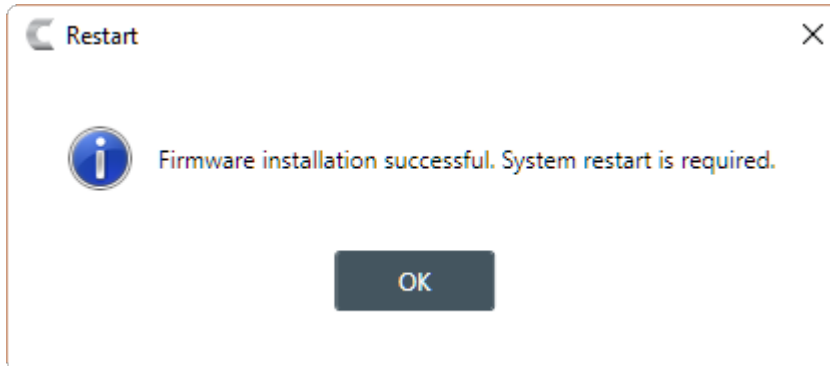 Restart
Firmware installation successful. System restart is required.
OK